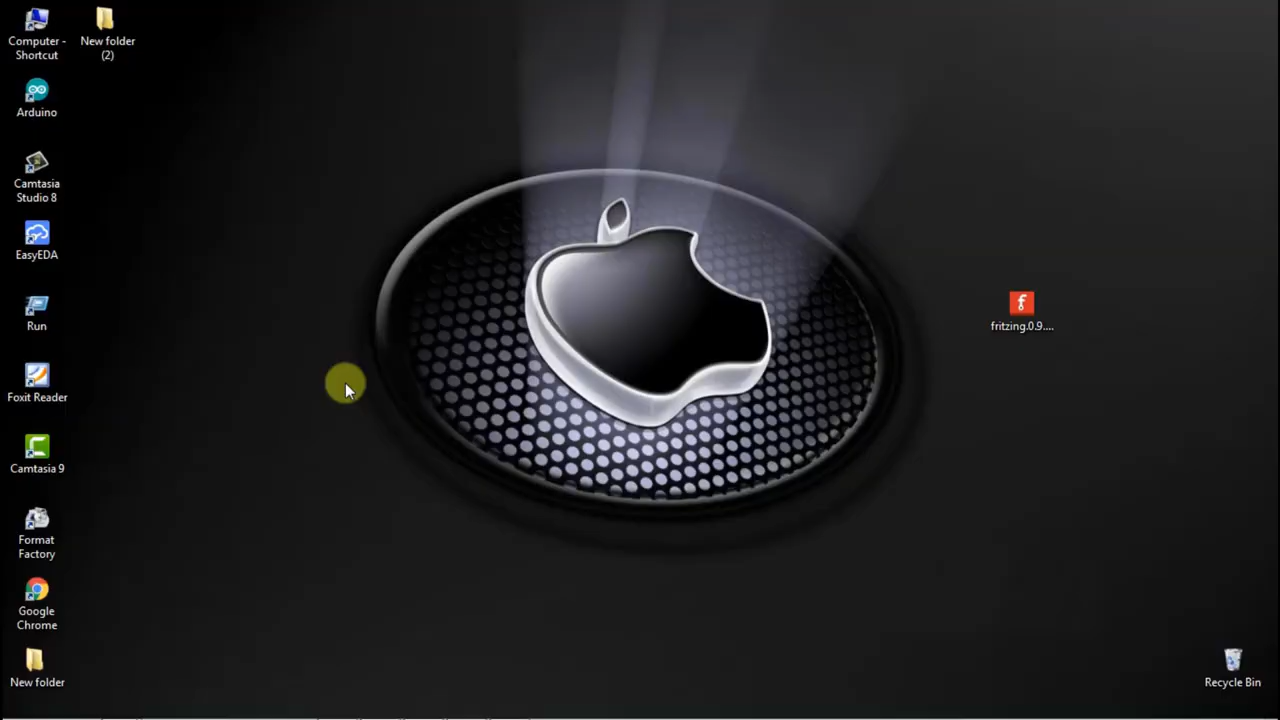 Computer -
Shortcut
New folder
(2)
Arduino
Camtasia
Studio 8
EasyEDA
Run
fritzing.0.9....
Foxit Reader
Camtasia 9
Format
Factory
Google
Chrome
New folder
Recycle Bin